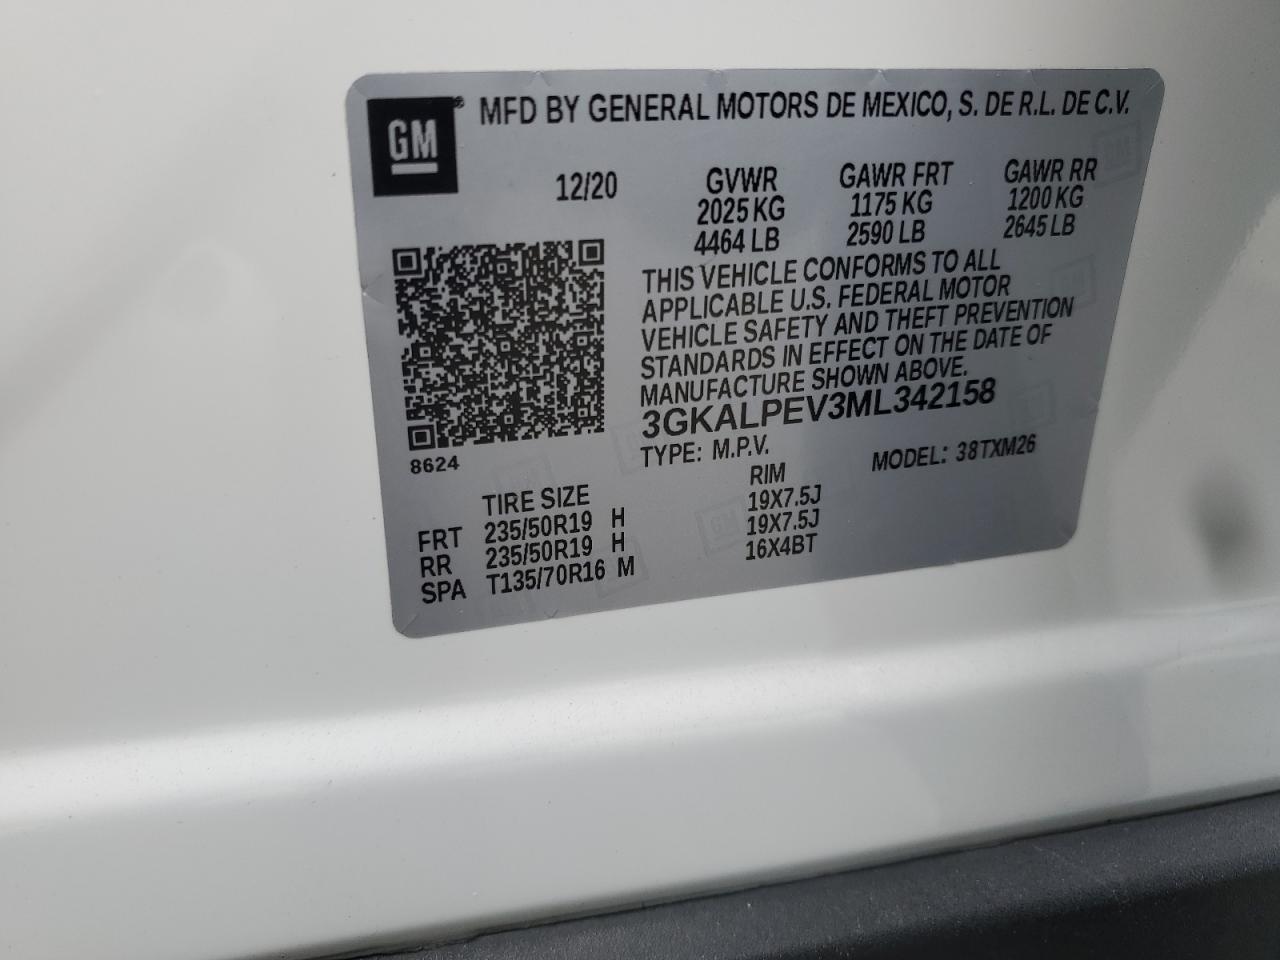 GM® MFD BY GENERAL MOTORS DE MEXICO, S. DE R.L. DE C.V.
12/20 GVWR GAWR FRT GAWR RR
2025 KG 1175 KG 1200 KG
4464 LB 2590 LB 2645 LB
THIS VEHICLE CONFORMS TO ALL
APPLICABLE U.S. FEDERAL MOTOR
VEHICLE SAFETY AND THEFT PREVENTION
STANDARDS IN EFFECT ON THE DATE OF
MANUFACTURE SHOWN ABOVE.
3GKALPEV3ML342158
8624 TYPE: M.P.V. MODEL: 38TXM26
TIRE SIZE RIM
FRT 235/50R19 H 19X7.5J
RR 235/50R19 H 19X7.5J
SPA T135/70R16 M 16X4BT